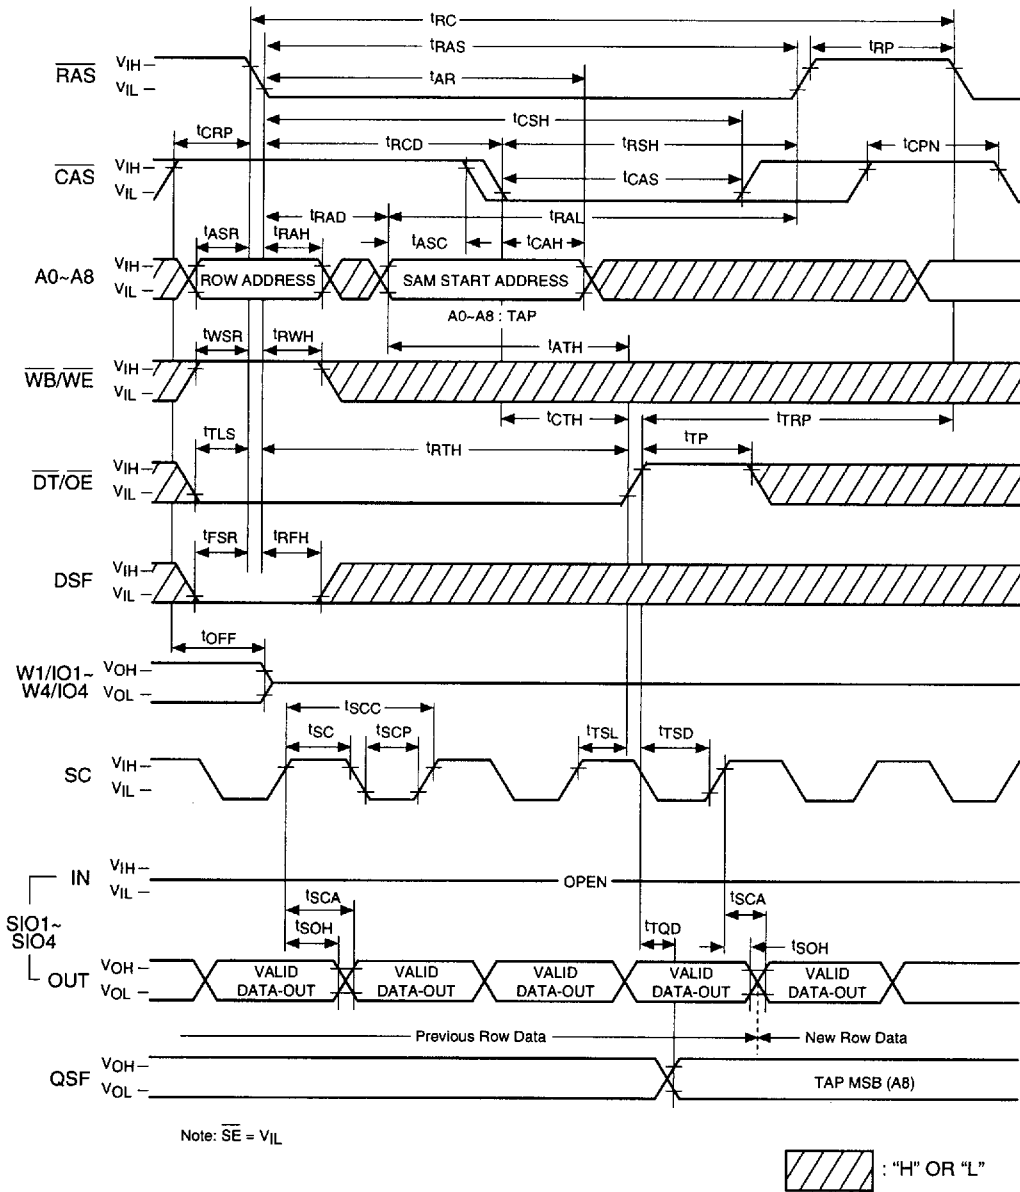 tRC
tRAS
tRP
RAS
VIH
VIL
tAR
tCSH
tCRP
tRCD
tRSH
tCPN
CAS
VIH
VIL
tCAS
tRAD
tRAL
tASR
tRAH
tASC
tCAH
A0~A8
VIH
VIL
ROW ADDRESS
SAM START ADDRESS
A0~A8 : TAP
tWSR
tRWH
tATH
WB/WE
VIH
VIL
tCTH
tTRP
tTLS
tRTH
tTP
DT/OE
VIH
VIL
tFSR
tRFH
DSF
VIH
VIL
tOFF
W1/IO1~
W4/IO4
VOH
VOL
tSCC
tSC
tSCP
tTSL
tTSD
SC
VIH
VIL
IN
VIH
VIL
OPEN
SIO1~
SIO4
tSCA
tSCA
tSOH
tTQD
tSOH
OUT
VOH
VOL
VALID
DATA-OUT
VALID
DATA-OUT
VALID
DATA-OUT
VALID
DATA-OUT
VALID
DATA-OUT
Previous Row Data
New Row Data
QSF
VOH
VOL
TAP MSB (A8)
Note: SE = VIL
: “H” OR “L”